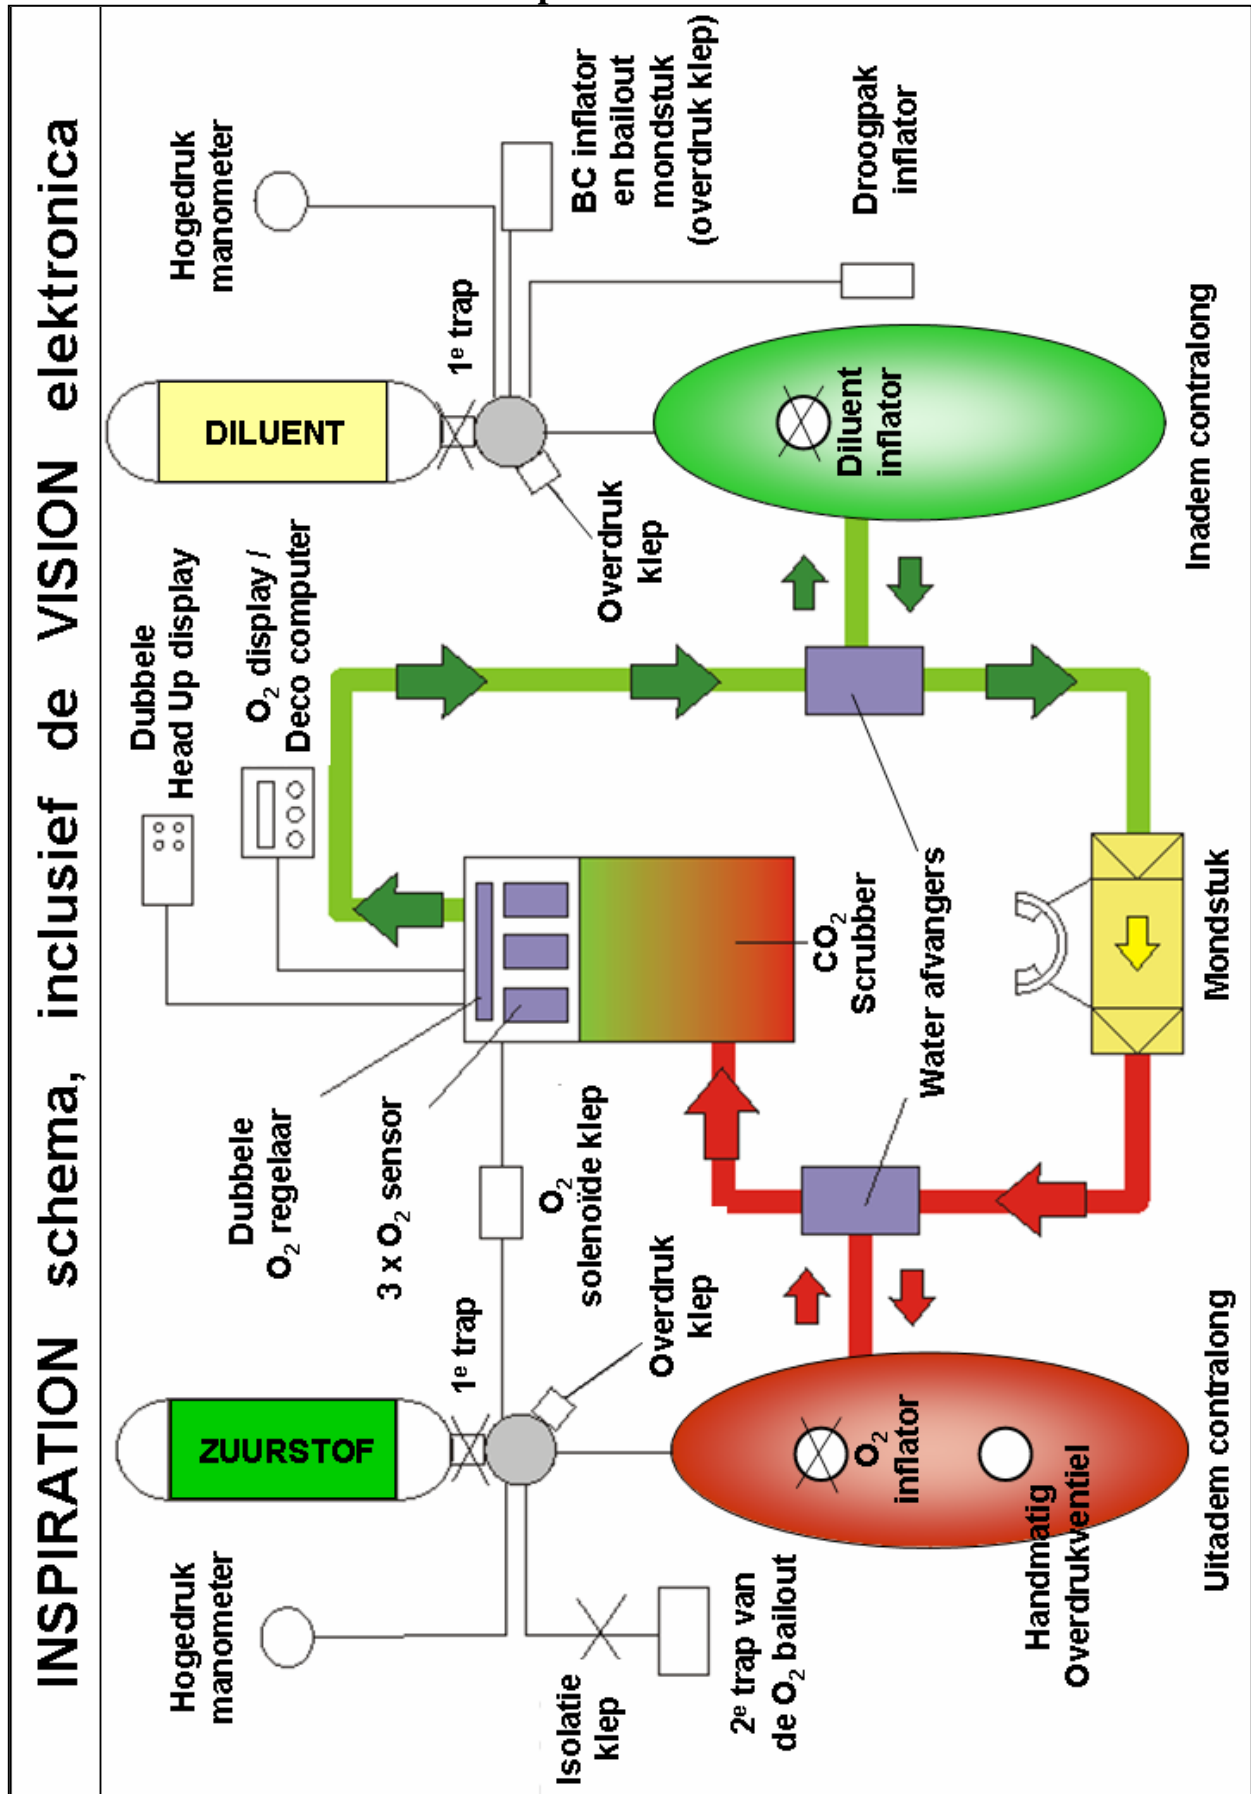 INSPIRATION schema, inclusief de VISION elektronica
Hogedruk
manometer
ZUURSTOF
1e trap
Isolatie
klep
2e trap van
de O2 bailout
Overdruk
klep
O2
inflator
Handmatig
Overdrukventiel
Uitadem contralong
Dubbele
O2 regelaar
3 x O2 sensor
O2
solenoïde klep
Dubbele
Head Up display
O2 display /
Deco computer
CO2
Scrubber
Water afvangers
Mondstuk
DILUENT
1e trap
Hogedruk
manometer
BC inflator
en bailout
mondstuk
(overdruk klep)
Droogpak
inflator
Overdruk
klep
Diluent
inflator
Inadem contralong